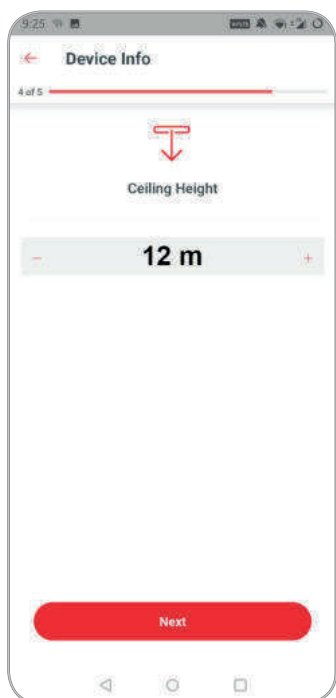 9:25
Device Info
4 of 5
Ceiling Height
− 12 m +
Next